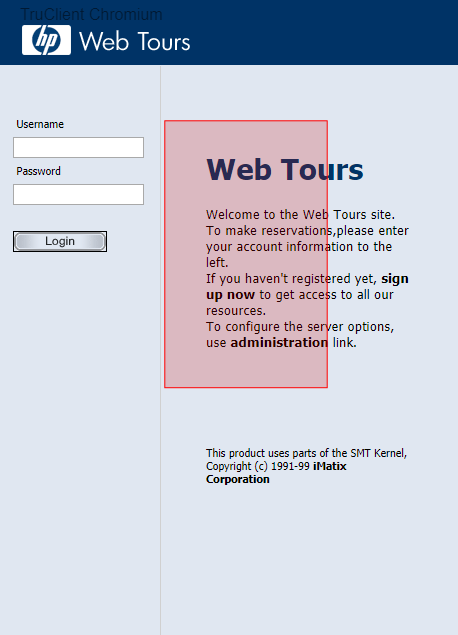 TruClient Chromium
hp Web Tours
Username
Password
Login
Web Tours
Welcome to the Web Tours site.
To make reservations,please enter
your account information to the
left.
If you haven't registered yet, sign
up now to get access to all our
resources.
To configure the server options,
use administration link.
This product uses parts of the SMT Kernel,
Copyright (c) 1991-99 iMatix
Corporation